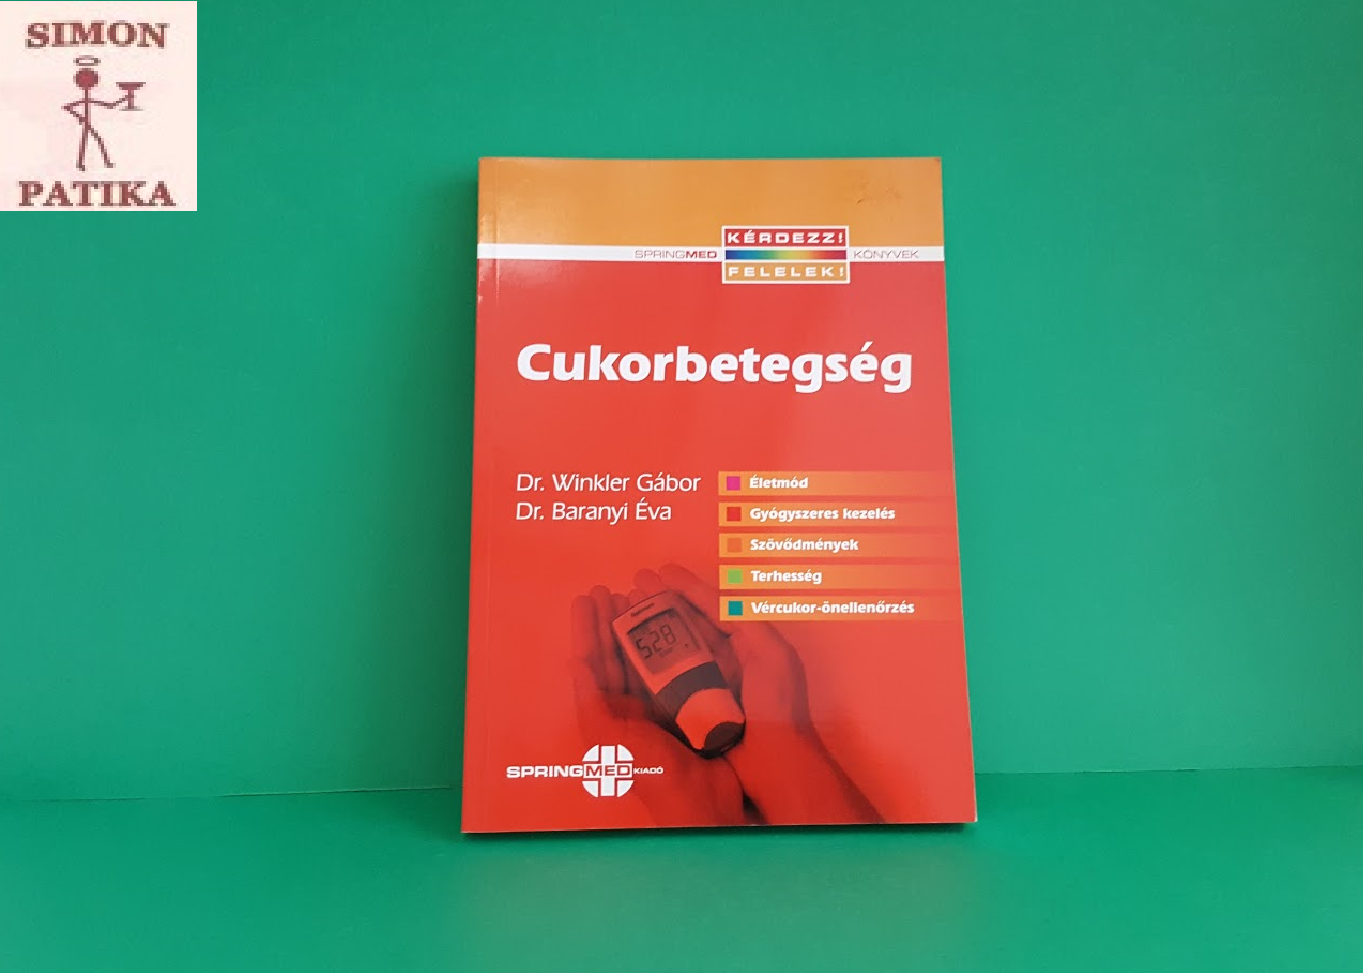 SIMON
PATIKA
KÉRDEZZ!
SPRINGMED KÖNYVEK
FELELEK!
Cukorbetegség
Dr. Winkler Gábor
Dr. Baranyi Éva
Életmód
Gyógyszeres kezelés
Szövődmények
Terhesség
Vércukor-önellenőrzés
528
SPRINGMED KIADÓ